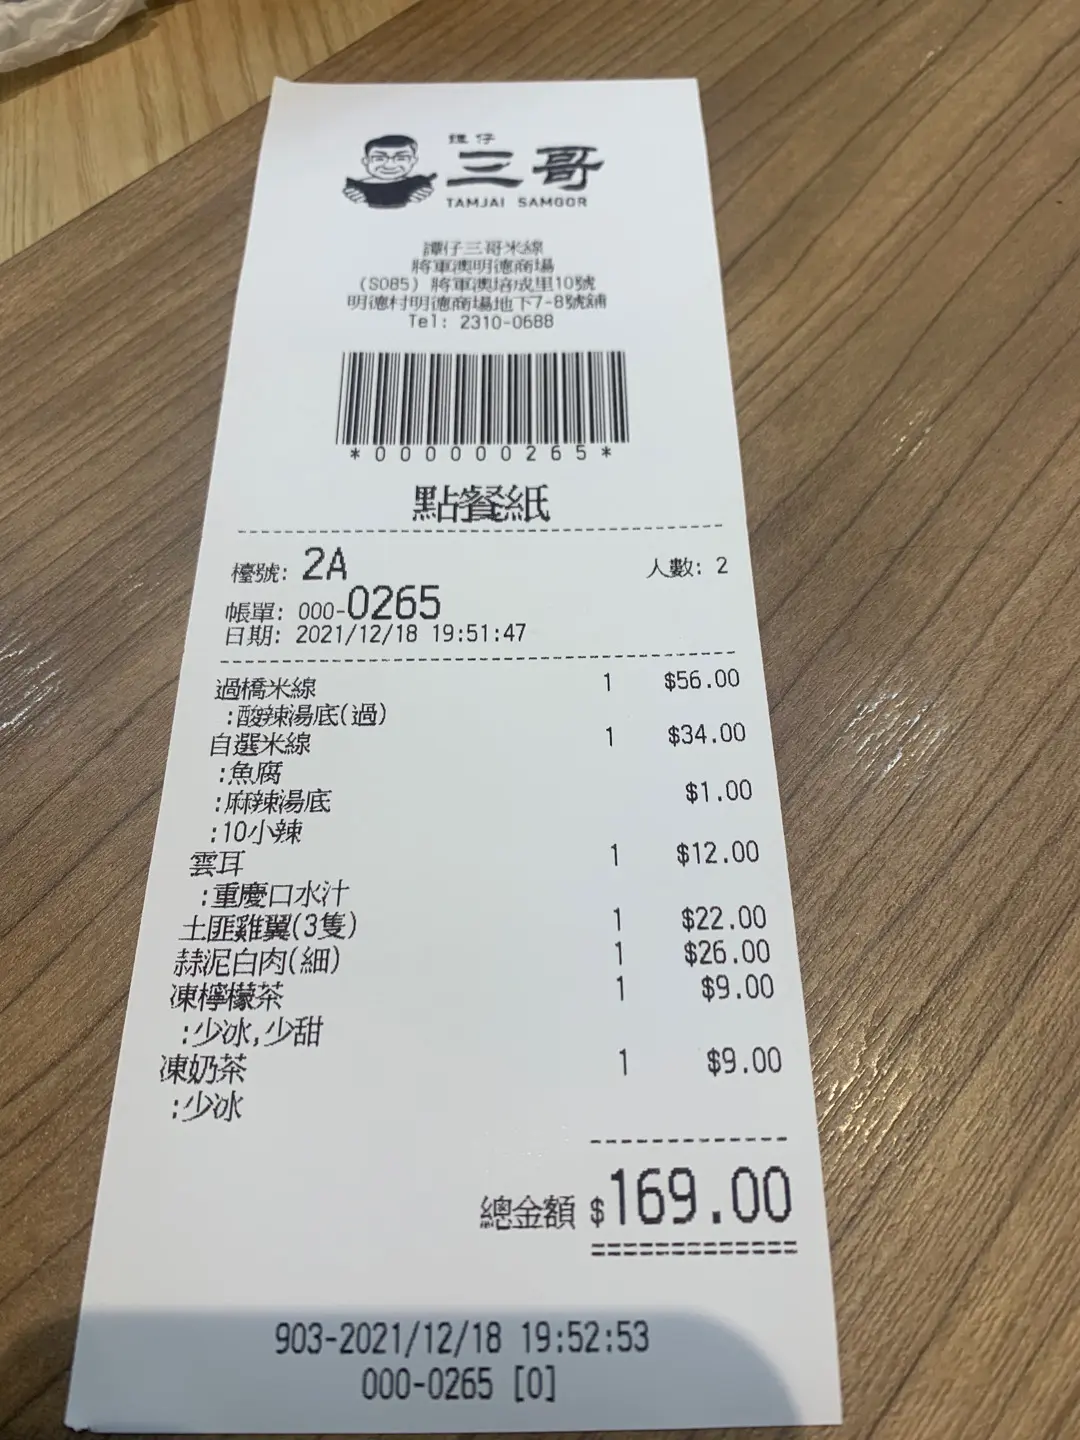 譚仔
三哥
TAMJAI SAMGOR
譚仔三哥米線
將軍澳明德商場
(S085) 將軍澳培成里10號
明德村明德商場地下7-8號舖
Tel: 2310-0688
*000000265*
點餐紙
檯號: 2A 人數: 2
帳單: 000-0265
日期: 2021/12/18 19:51:47
過橋米線 1 $56.00
:酸辣湯底(過)
自選米線 1 $34.00
:魚腐
:麻辣湯底 $1.00
:10小辣
雲耳 1 $12.00
:重慶口水汁
土匪雞翼(3隻) 1 $22.00
蒜泥白肉(細) 1 $26.00
凍檸檬茶 1 $9.00
:少冰,少甜
凍奶茶 1 $9.00
:少冰
總金額 $169.00
903-2021/12/18 19:52:53
000-0265 [0]